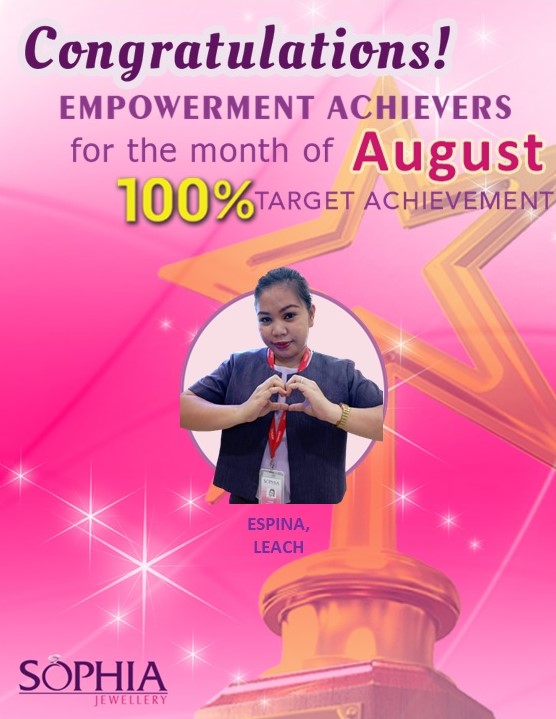 Congratulations!
EMPOWERMENT ACHIEVERS
for the month of August
100% TARGET ACHIEVEMENT
ESPINA,
LEACH
SOPHIA
JEWELLERY